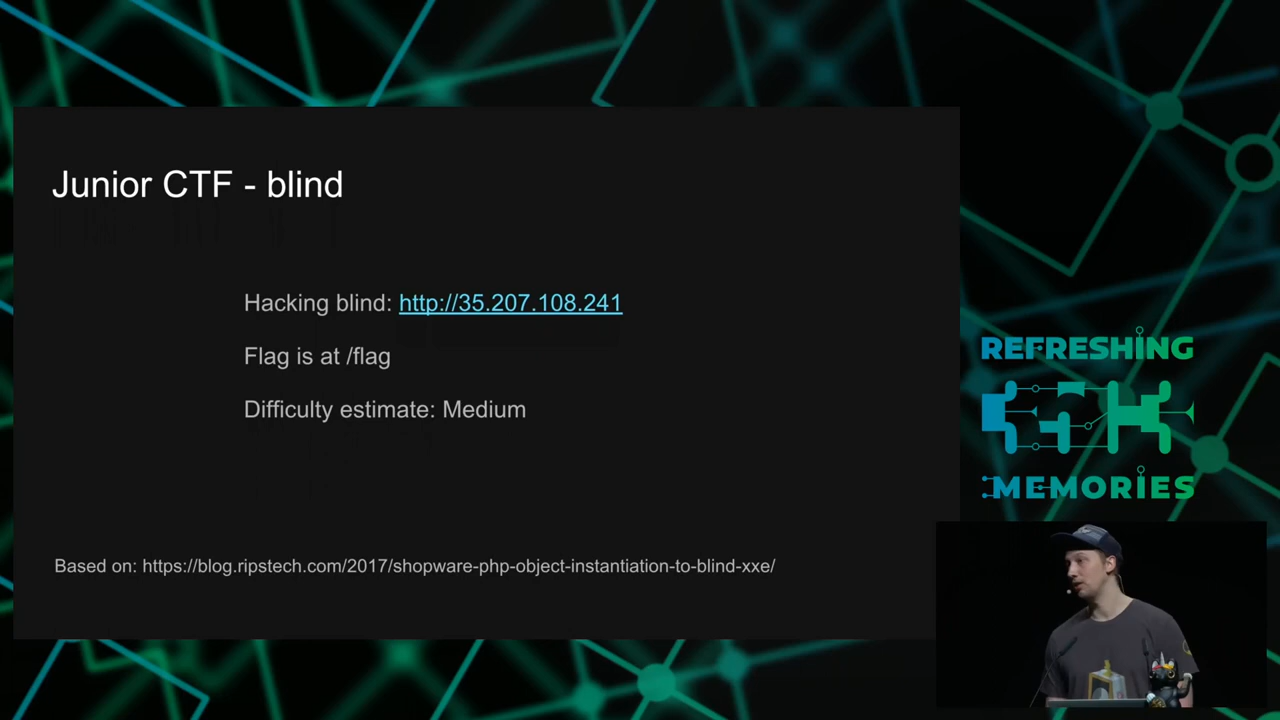 Junior CTF - blind
Hacking blind: http://35.207.108.241
Flag is at /flag
Difficulty estimate: Medium
Based on: https://blog.ripstech.com/2017/shopware-php-object-instantiation-to-blind-xxe/
REFRESHING
35
MEMORIES